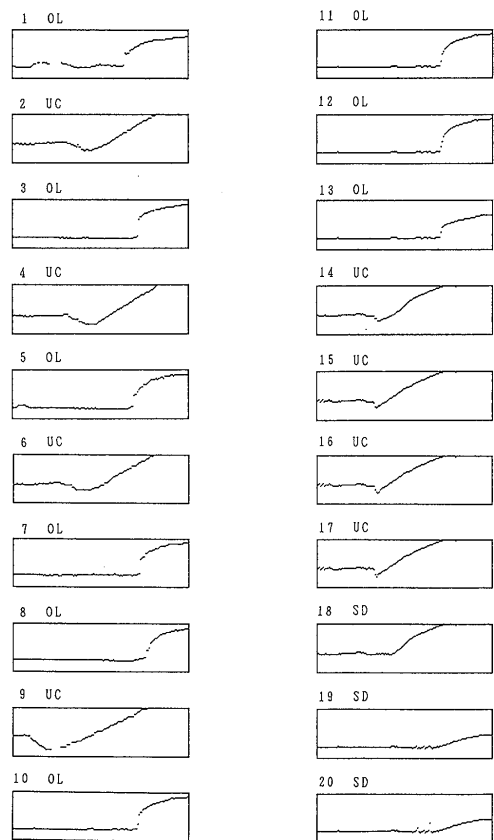 1 OL
2 UC
3 OL
4 UC
5 OL
6 UC
7 OL
8 OL
9 UC
10 OL
11 OL
12 OL
13 OL
14 UC
15 UC
16 UC
17 UC
18 SD
19 SD
20 SD